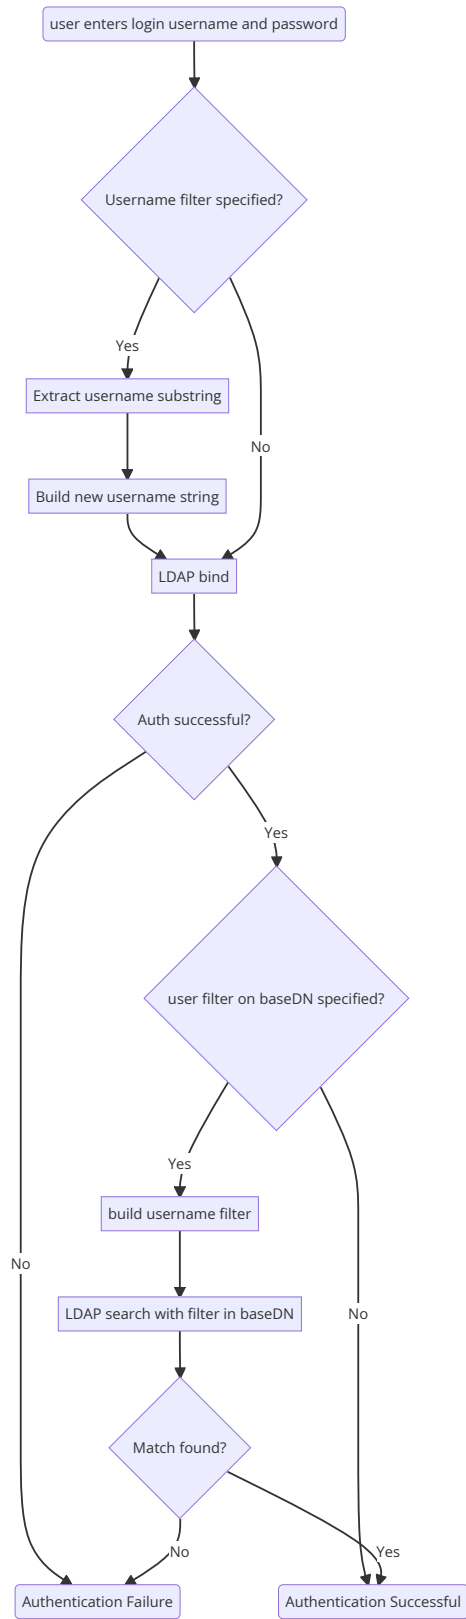 user enters login username and password
Username filter specified?
Yes
Extract username substring
No
Build new username string
LDAP bind
Auth successful?
Yes
user filter on baseDN specified?
Yes
build username filter
No
LDAP search with filter in baseDN
No
Match found?
No
Yes
Authentication Failure
Authentication Successful